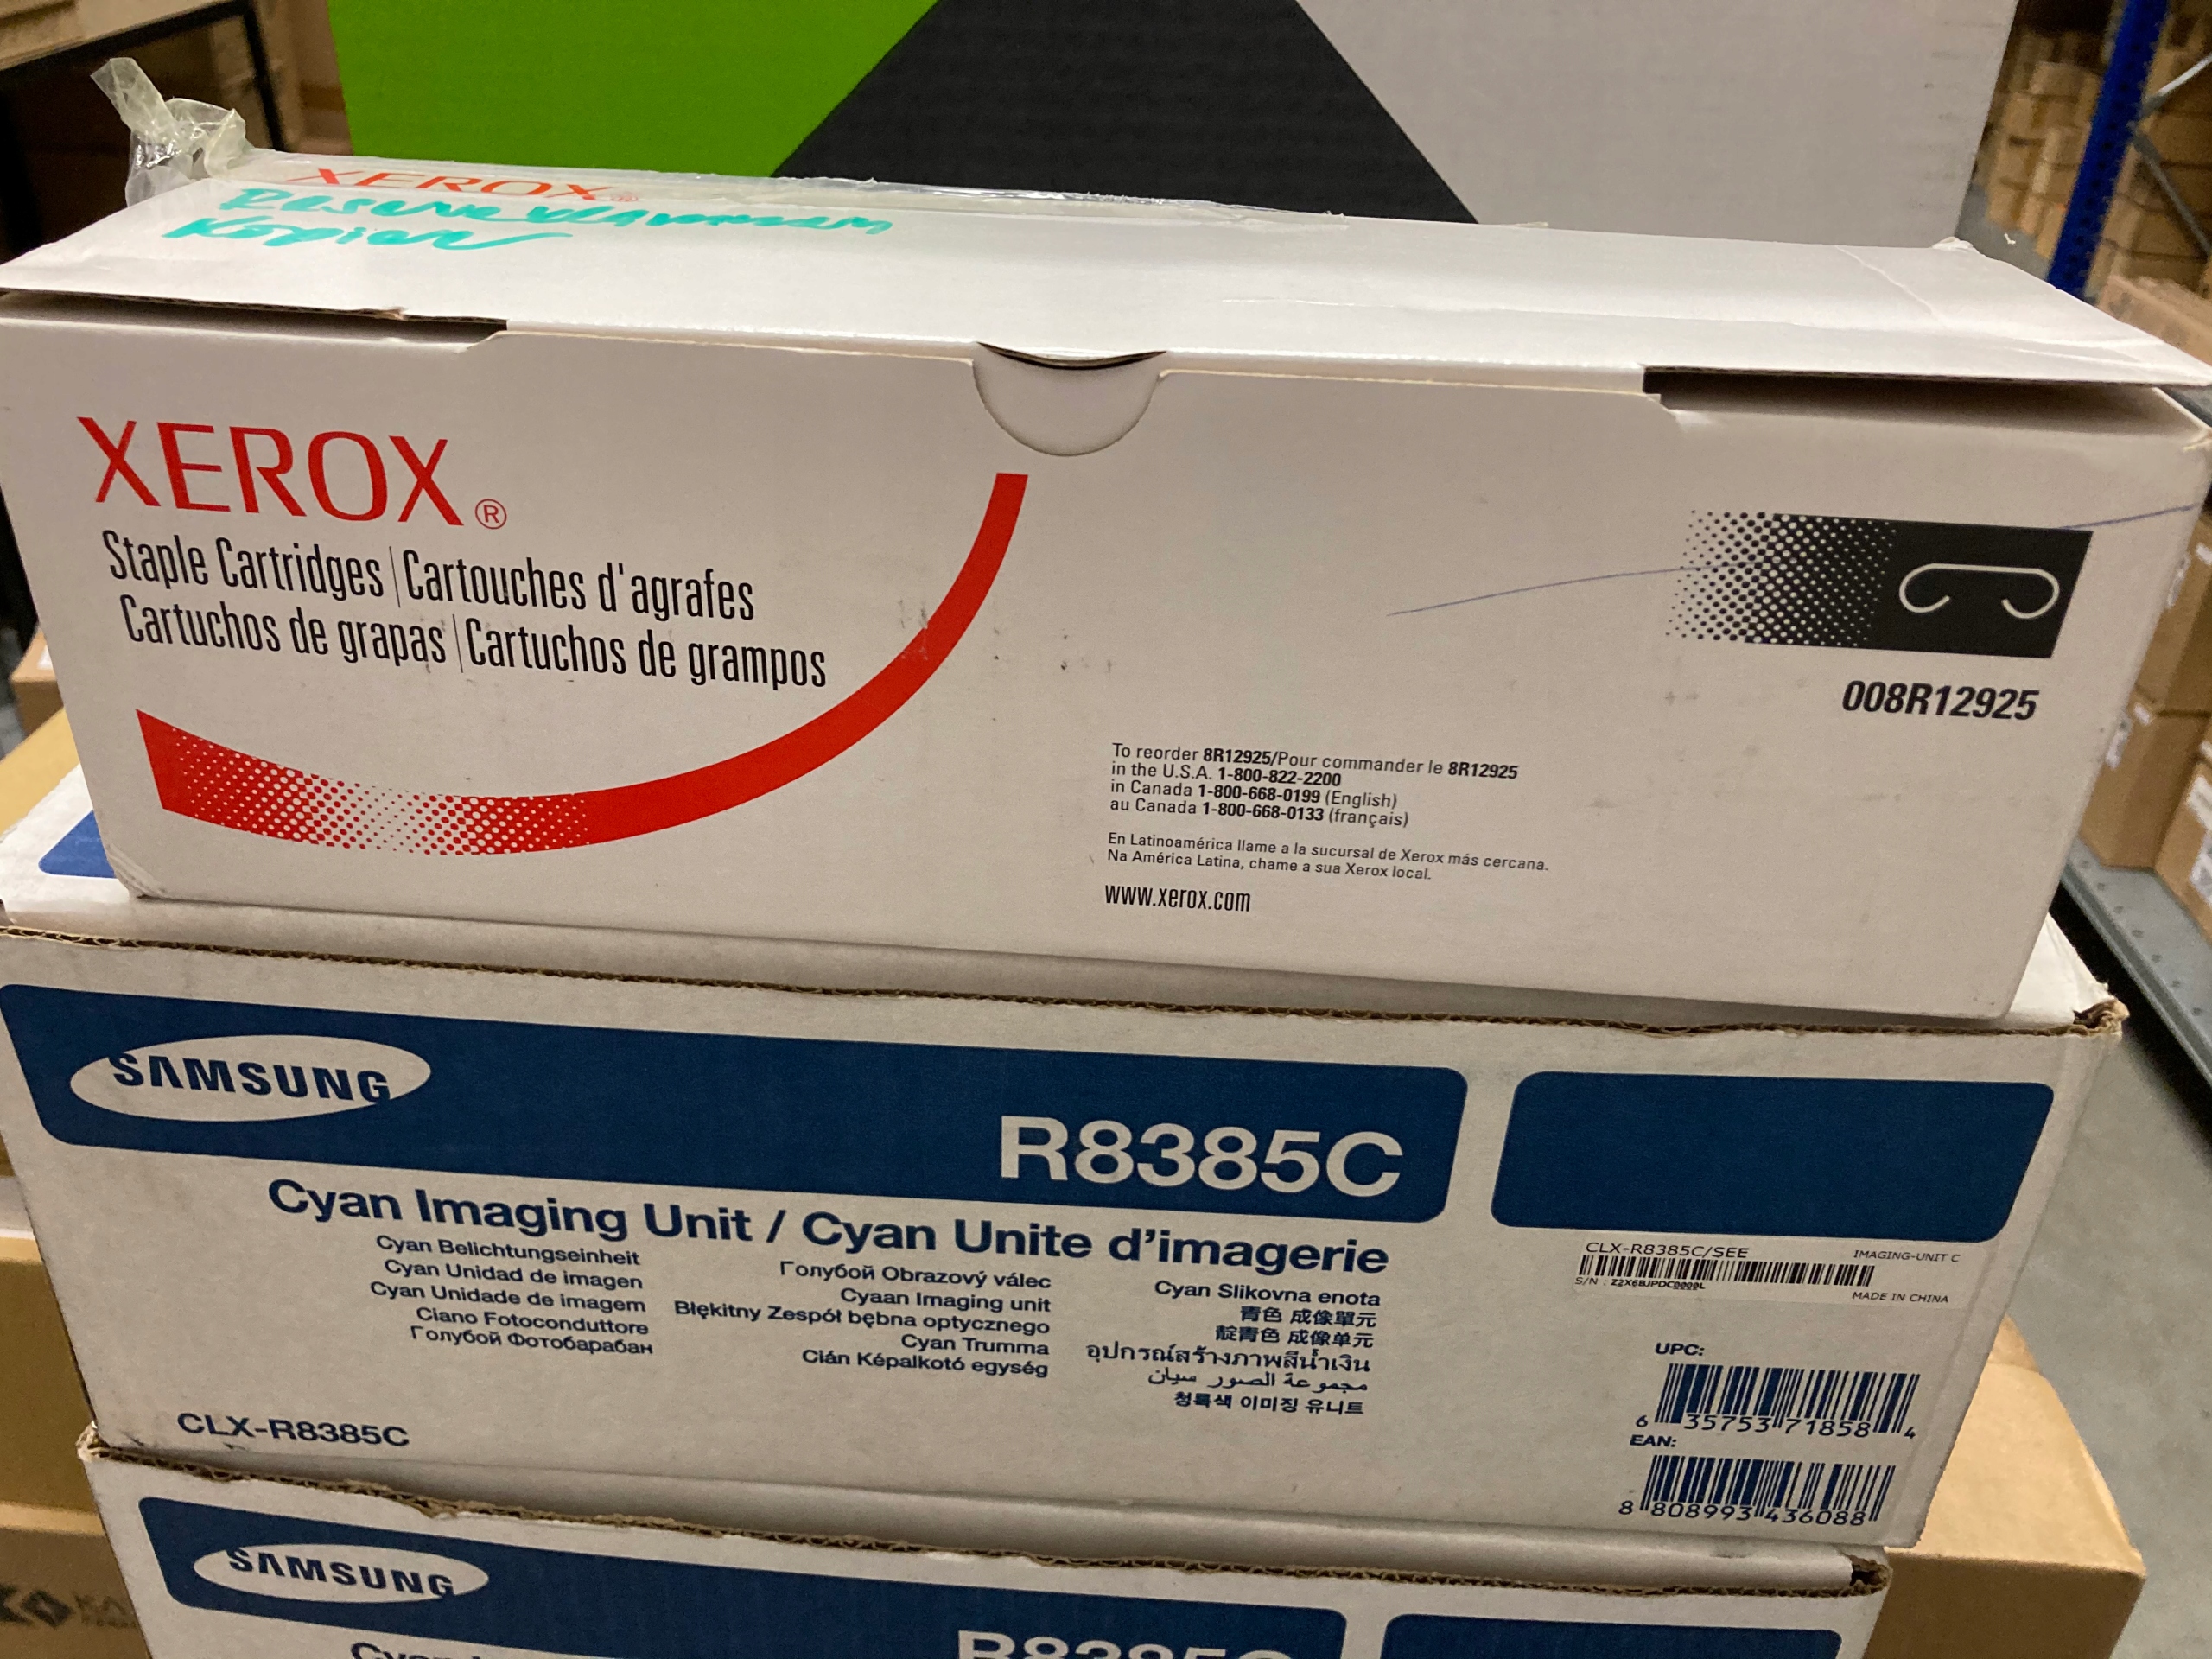 XEROX®
Kopier
XEROX®
Staple Cartridges | Cartouches d'agrafes
Cartuchos de grapas | Cartuchos de grampos
008R12925
To reorder 8R12925/Pour commander le 8R12925
in the U.S.A. 1-800-822-2200
in Canada 1-800-668-0199 (English)
au Canada 1-800-668-0133 (français)
En Latinoamérica llame a la sucursal de Xerox más cercana.
Na América Latina, chame a sua Xerox local.
www.xerox.com
SAMSUNG
R8385C
Cyan Imaging Unit / Cyan Unite d'imagerie
Cyan Belichtungseinheit
Cyan Unidad de imagen
Cyan Unidade de imagem
Ciano Fotoconduttore
Голубой Фотобарабан
Голубой Obrazový válec
Cyaan Imaging unit
Błękitny Zespół bębna optycznego
Cyan Trumma
Cián Képalkotó egység
Cyan Slikovna enota
青色 成像單元
靛青色 成像单元
อุปกรณ์สร้างภาพสีน้ำเงิน
مجموعة الصور سيان
청록색 이미징 유니트
CLX-R8385C
CLX-R8385C/SEE IMAGING-UNIT C
S/N : Z2X6BJPDC0000L
MADE IN CHINA
UPC:
6 35753 71858 4
EAN:
8 808993 436088
SAMSUNG
R8385C
Cyan